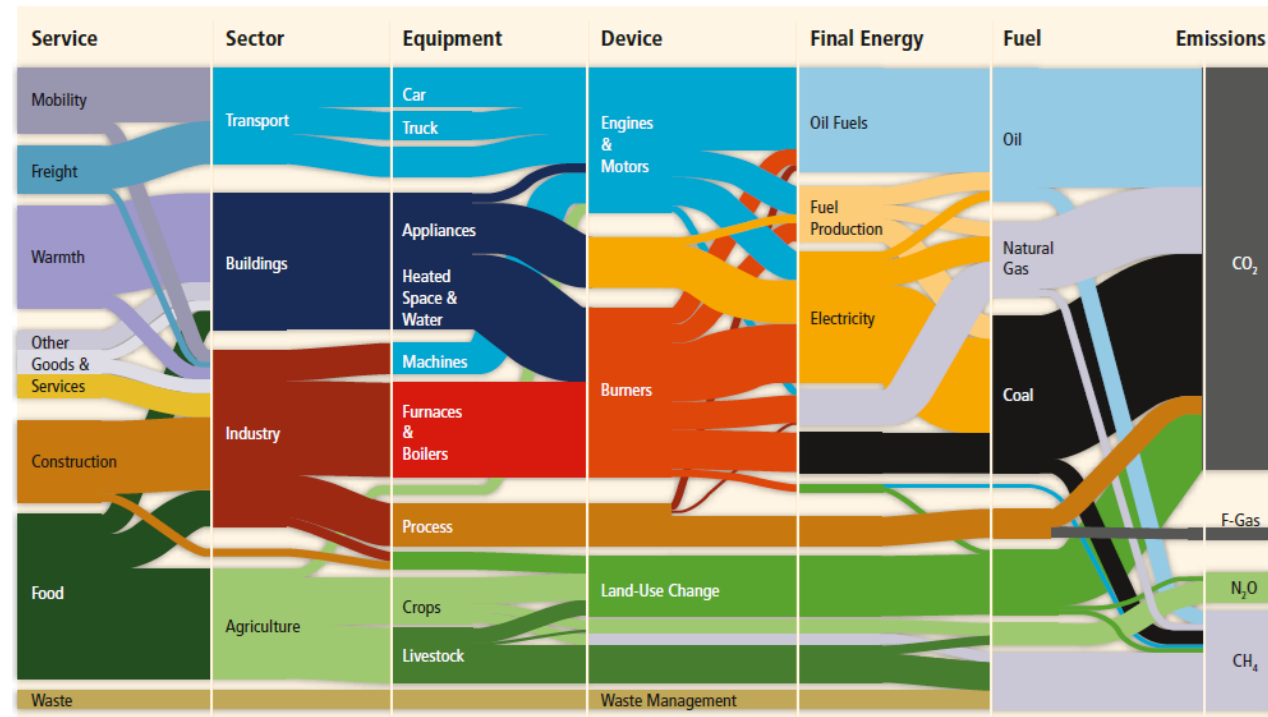 Service
Sector
Equipment
Device
Final Energy
Fuel
Emissions
Mobility
Freight
Warmth
Other
Goods &
Services
Construction
Food
Waste
Transport
Buildings
Industry
Agriculture
Car
Truck
Appliances
Heated
Space &
Water
Machines
Furnaces
&
Boilers
Process
Crops
Livestock
Engines
&
Motors
Burners
Land-Use Change
Waste Management
Oil Fuels
Fuel
Production
Electricity
Oil
Natural
Gas
Coal
CO₂
F-Gas
N₂O
CH₄